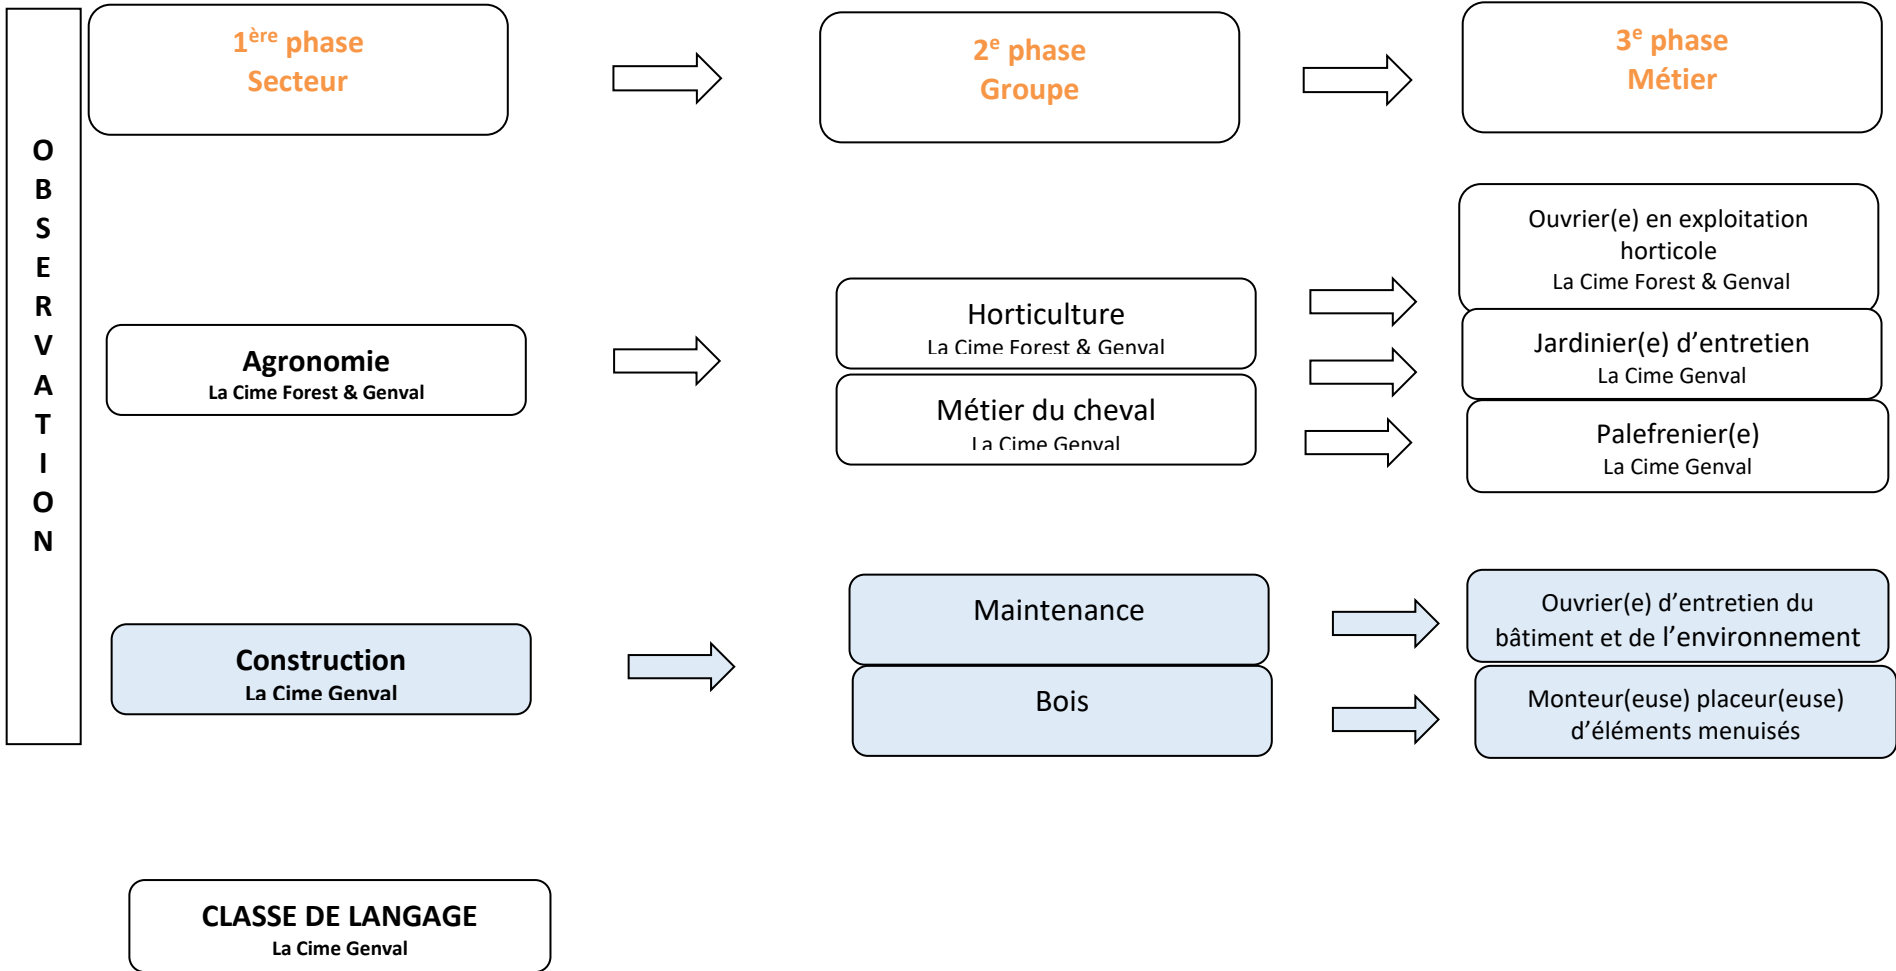 OBSERVATION
1ère phase
Secteur
2e phase
Groupe
3e phase
Métier
Agronomie
La Cime Forest & Genval
Horticulture
La Cime Forest & Genval
Métier du cheval
La Cime Genval
Ouvrier(e) en exploitation
horticole
La Cime Forest & Genval
Jardinier(e) d’entretien
La Cime Genval
Palefrenier(e)
La Cime Genval
Construction
La Cime Genval
Maintenance
Bois
Ouvrier(e) d’entretien du
bâtiment et de l’environnement
Monteur(euse) placeur(euse)
d’éléments menuisés
CLASSE DE LANGAGE
La Cime Genval